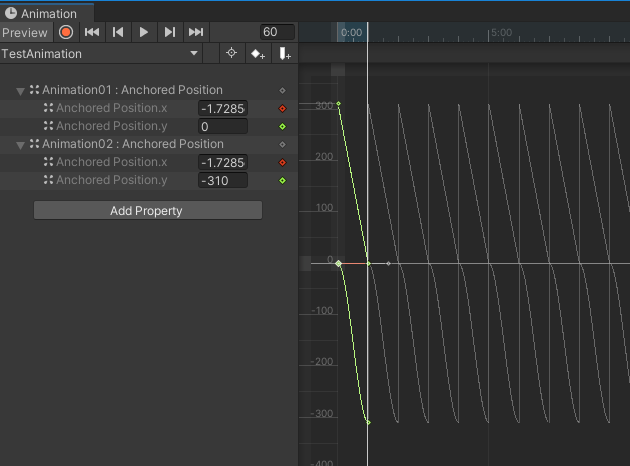 Animation
Preview 60 0:00 5:00
TestAnimation
Animation01 : Anchored Position
Anchored Position.x -1.7285
Anchored Position.y 0
Animation02 : Anchored Position
Anchored Position.x -1.7285
Anchored Position.y -310
Add Property
300
200
100
0
-100
-200
-300
-400